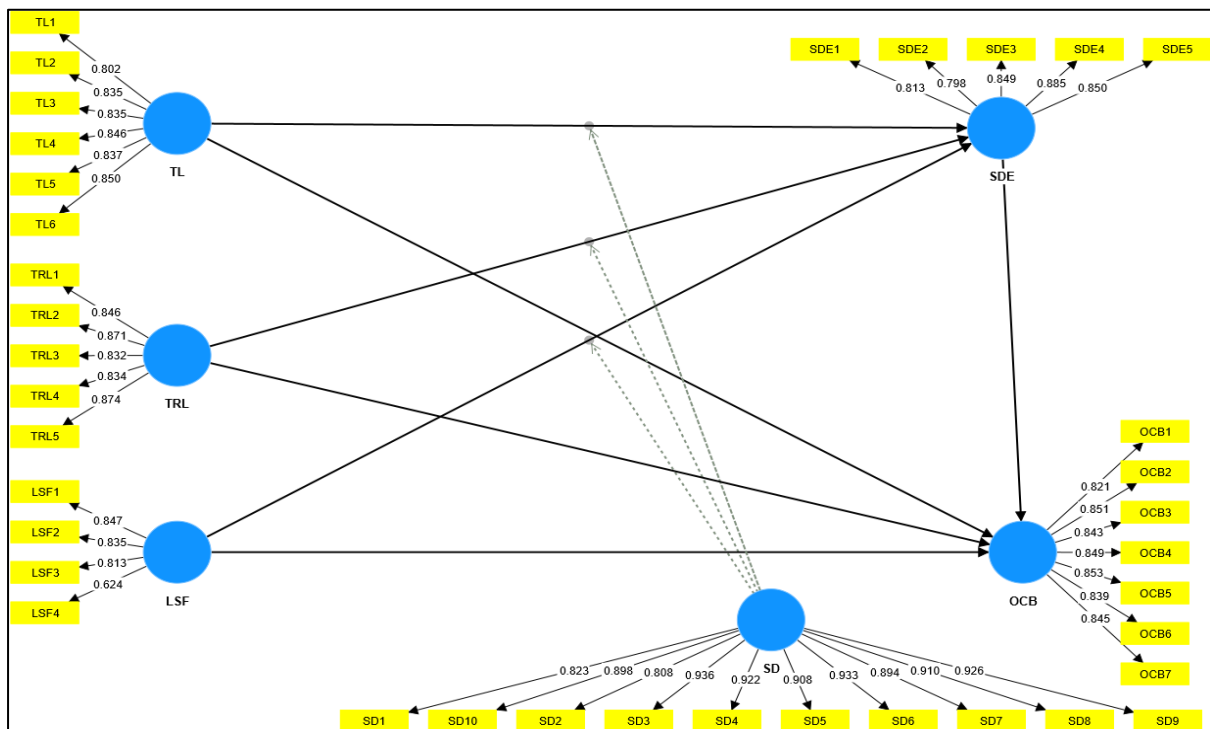 TL1
0.802
TL2
0.835
TL3
0.835
TL4
0.846
TL5
0.837
TL6
0.850
TL
TRL1
0.846
TRL2
0.871
TRL3
0.832
TRL4
0.834
TRL5
0.874
TRL
LSF1
0.847
LSF2
0.835
LSF3
0.813
LSF4
0.624
LSF
SDE1 SDE2 SDE3 SDE4 SDE5
0.813 0.798 0.849 0.885 0.850
SDE
OCB1
0.821
OCB2
0.851
OCB3
0.843
OCB4
0.849
OCB5
0.853
OCB6
0.839
OCB7
0.845
OCB
SD
0.823 0.898 0.808 0.936 0.922 0.908 0.933 0.894 0.910 0.926
SD1 SD10 SD2 SD3 SD4 SD5 SD6 SD7 SD8 SD9